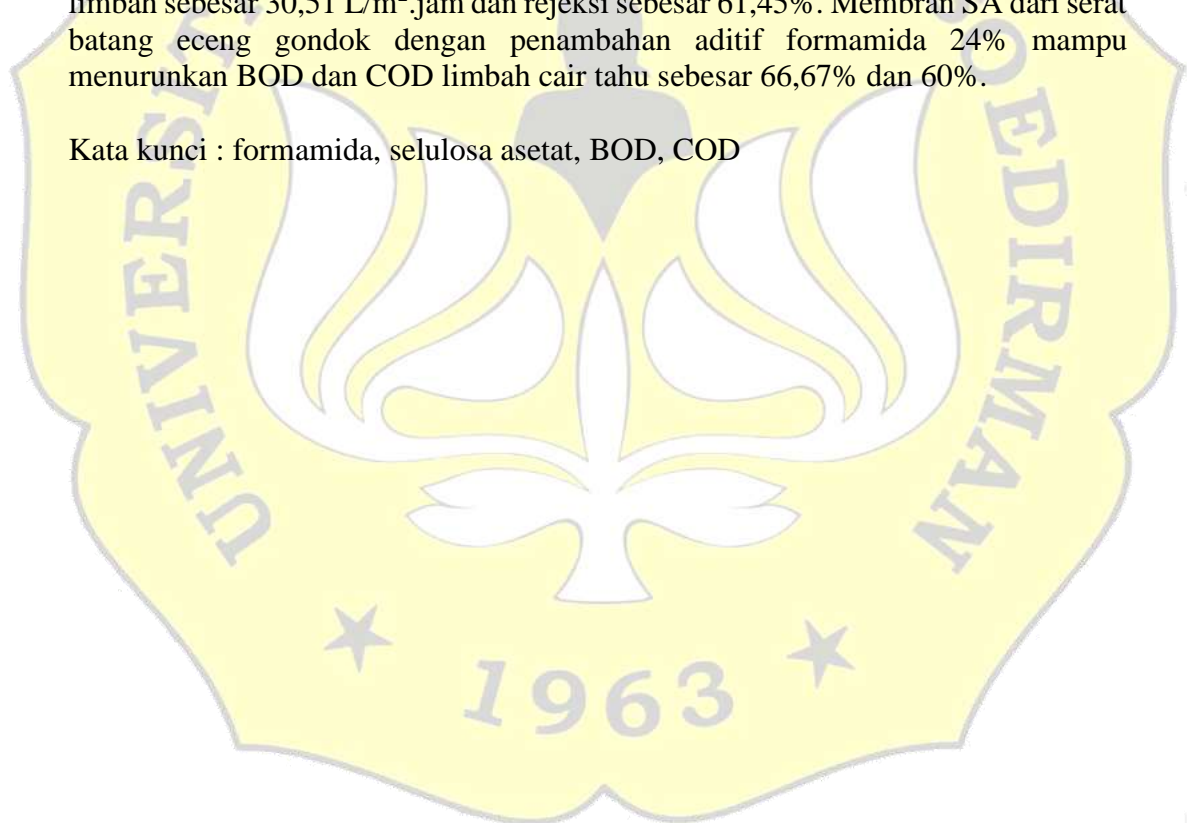 limbah sebesar 30,51 L/m².jam dan rejeksi sebesar 61,45%. Membran SA dari serat
batang eceng gondok dengan penambahan aditif formamida 24% mampu
menurunkan BOD dan COD limbah cair tahu sebesar 66,67% dan 60%.
Kata kunci : formamida, selulosa asetat, BOD, COD
UNIVERSIT
SOEDIRMAN
1963